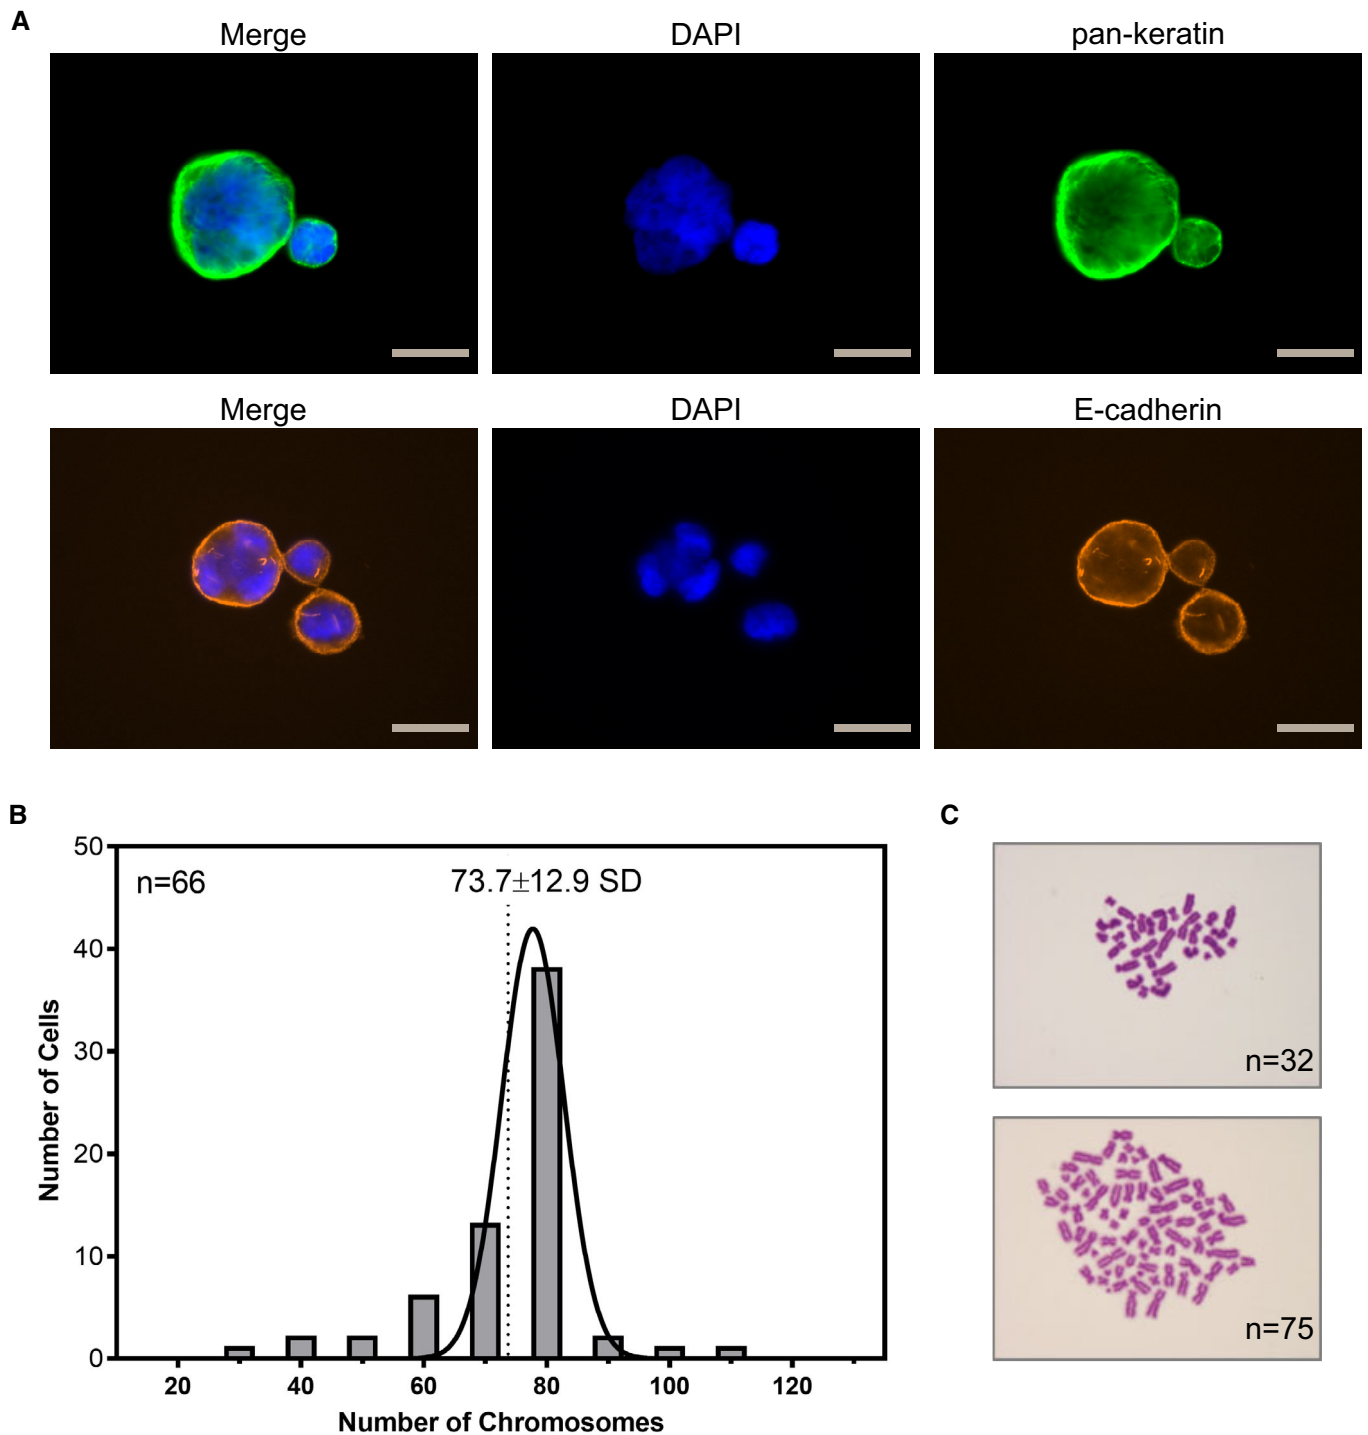 A
Merge DAPI pan-keratin
Merge DAPI E-cadherin
B
C
50
40
30
20
10
0
Number of Cells
n=66
73.7±12.9 SD
20 40 60 80 100 120
Number of Chromosomes
n=32
n=75